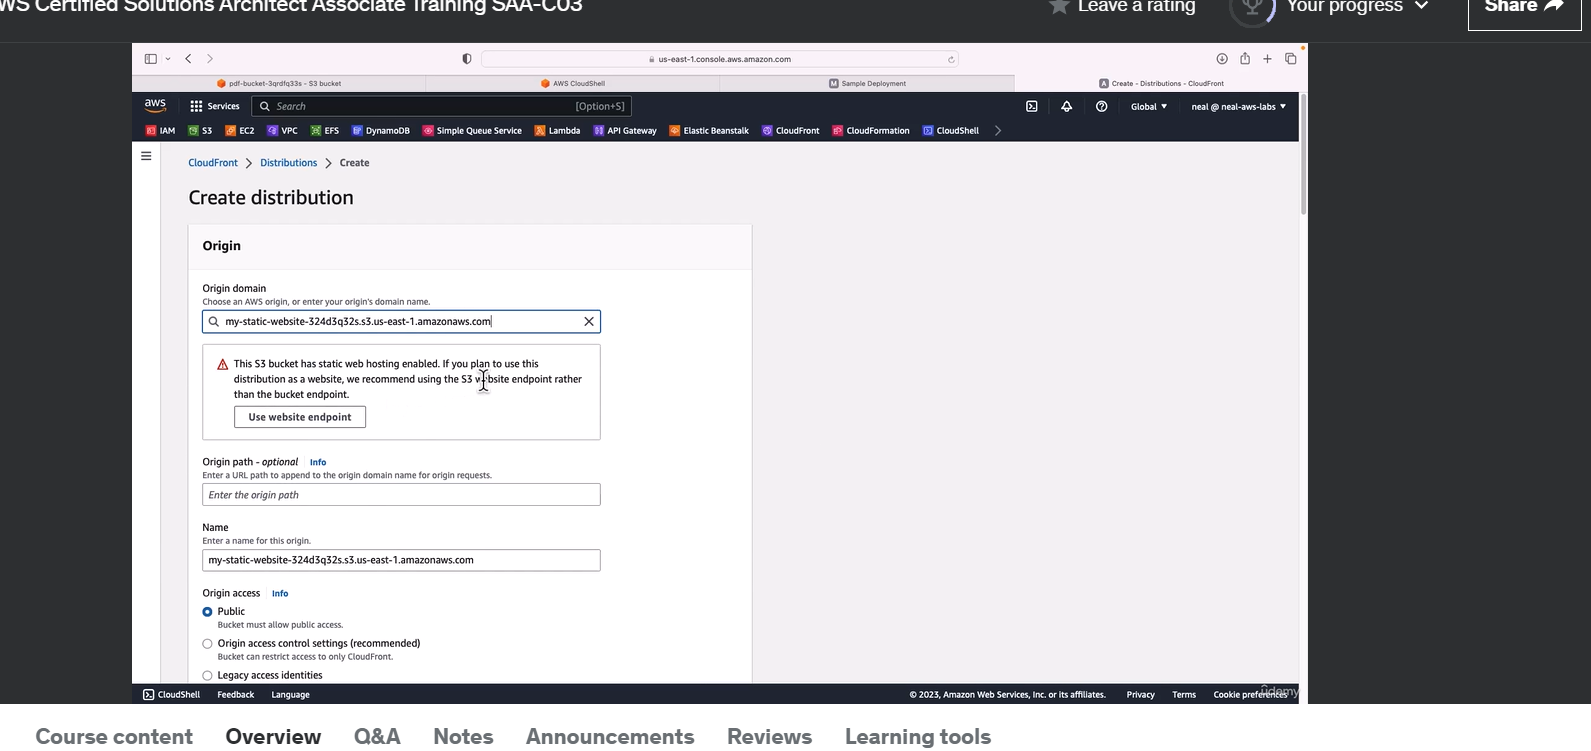 WS Certified Solutions Architect Associate Training SAA-C03
Leave a rating
Your progress
Share
us-east-1.console.aws.amazon.com
pdf-bucket-3qrdfq33s - S3 bucket
AWS CloudShell
M Sample Deployment
A Create - Distributions - CloudFront
aws
Services
Search
[Option+S]
Global
neal @ neal-aws-labs
IAM
S3
EC2
VPC
EFS
DynamoDB
Simple Queue Service
Lambda
API Gateway
Elastic Beanstalk
CloudFront
CloudFormation
CloudShell
CloudFront
Distributions
Create
Create distribution
Origin
Origin domain
Choose an AWS origin, or enter your origin's domain name.
my-static-website-324d3q32s.s3.us-east-1.amazonaws.com
This S3 bucket has static web hosting enabled. If you plan to use this
distribution as a website, we recommend using the S3 website endpoint rather
than the bucket endpoint.
Use website endpoint
Origin path - optional
Info
Enter a URL path to append to the origin domain name for origin requests.
Enter the origin path
Name
Enter a name for this origin.
my-static-website-324d3q32s.s3.us-east-1.amazonaws.com
Origin access
Info
Public
Bucket must allow public access.
Origin access control settings (recommended)
Bucket can restrict access to only CloudFront.
Legacy access identities
CloudShell
Feedback
Language
© 2023, Amazon Web Services, Inc. or its affiliates.
Privacy
Terms
Cookie preferences
ûdemy
Course content
Overview
Q&A
Notes
Announcements
Reviews
Learning tools